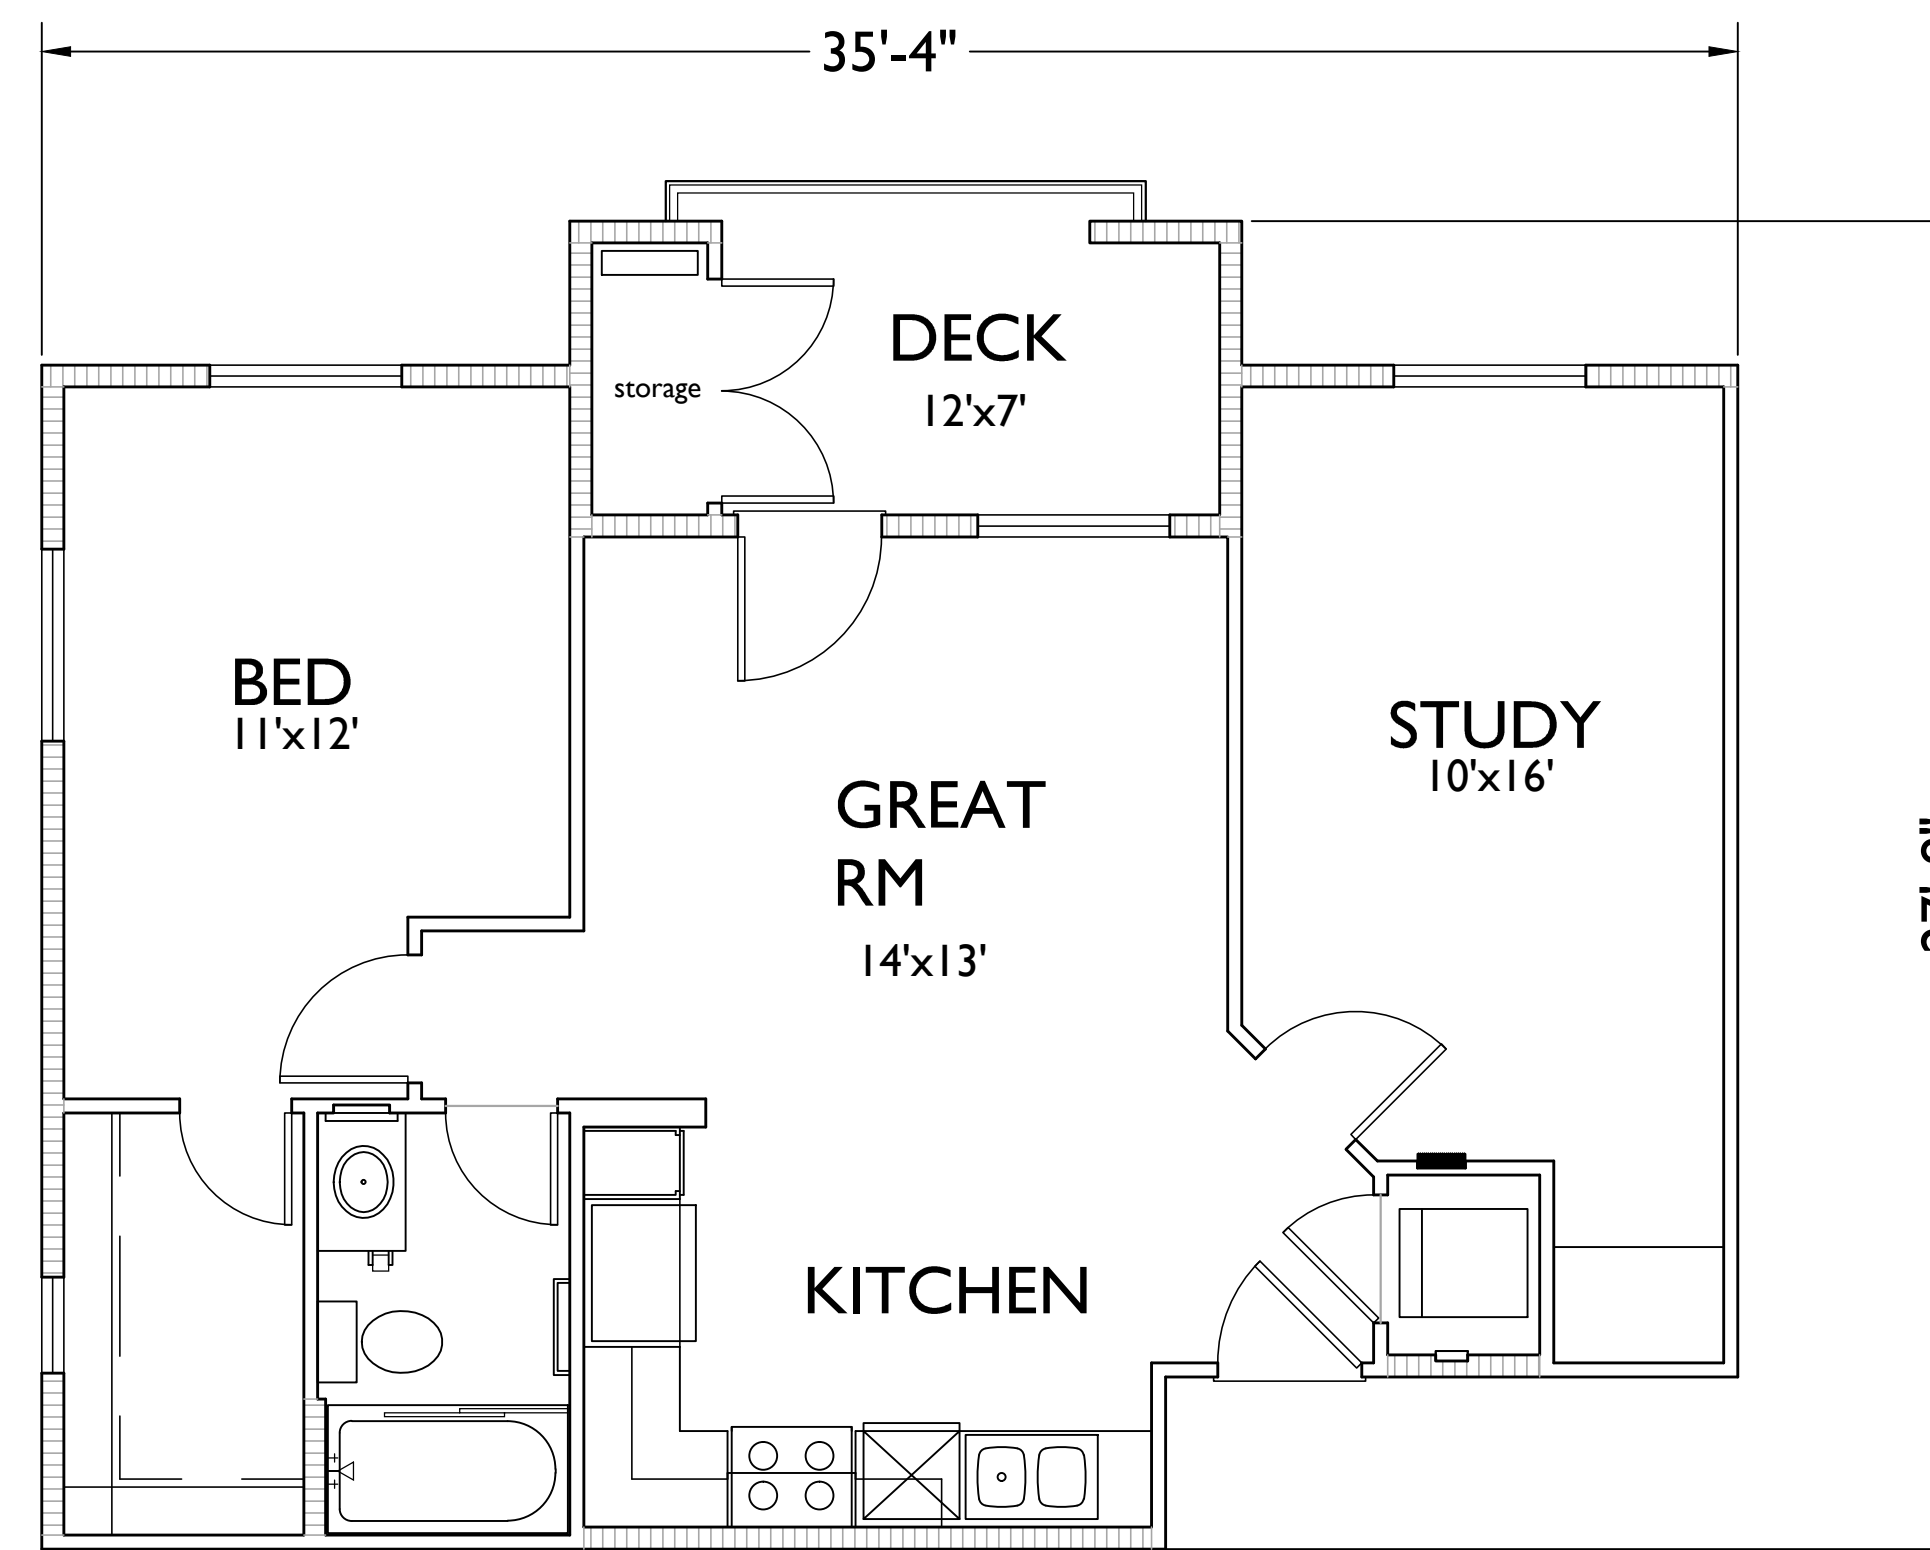 35'-4"
DECK
12'x7'
storage
BED
11'x12'
STUDY
10'x16'
GREAT
RM
14'x13'
KITCHEN